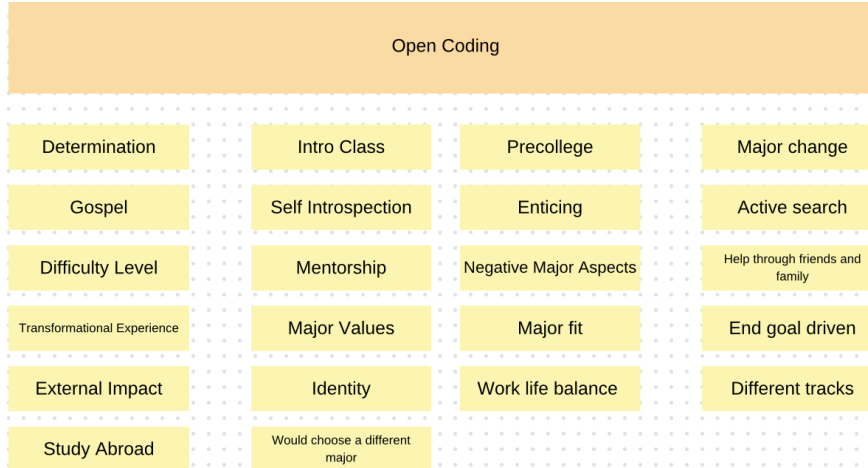 Open Coding
Determination
Intro Class
Precollege
Major change
Gospel
Self Introspection
Enticing
Active search
Difficulty Level
Mentorship
Negative Major Aspects
Help through friends and
family
Transformational Experience
Major Values
Major fit
End goal driven
External Impact
Identity
Work life balance
Different tracks
Study Abroad
Would choose a different
major